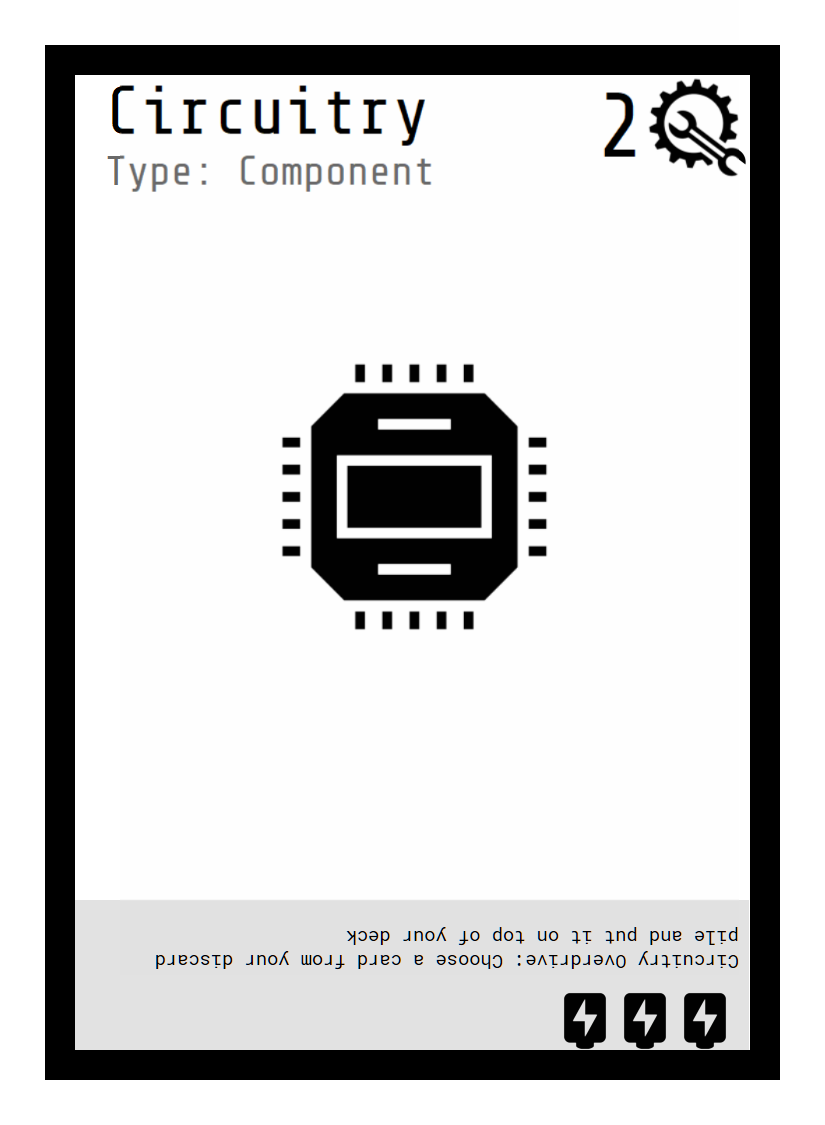 Circuitry
2
Type: Component
Circuitry Overdrive: Choose a card from your discard
pile and put it on top of your deck